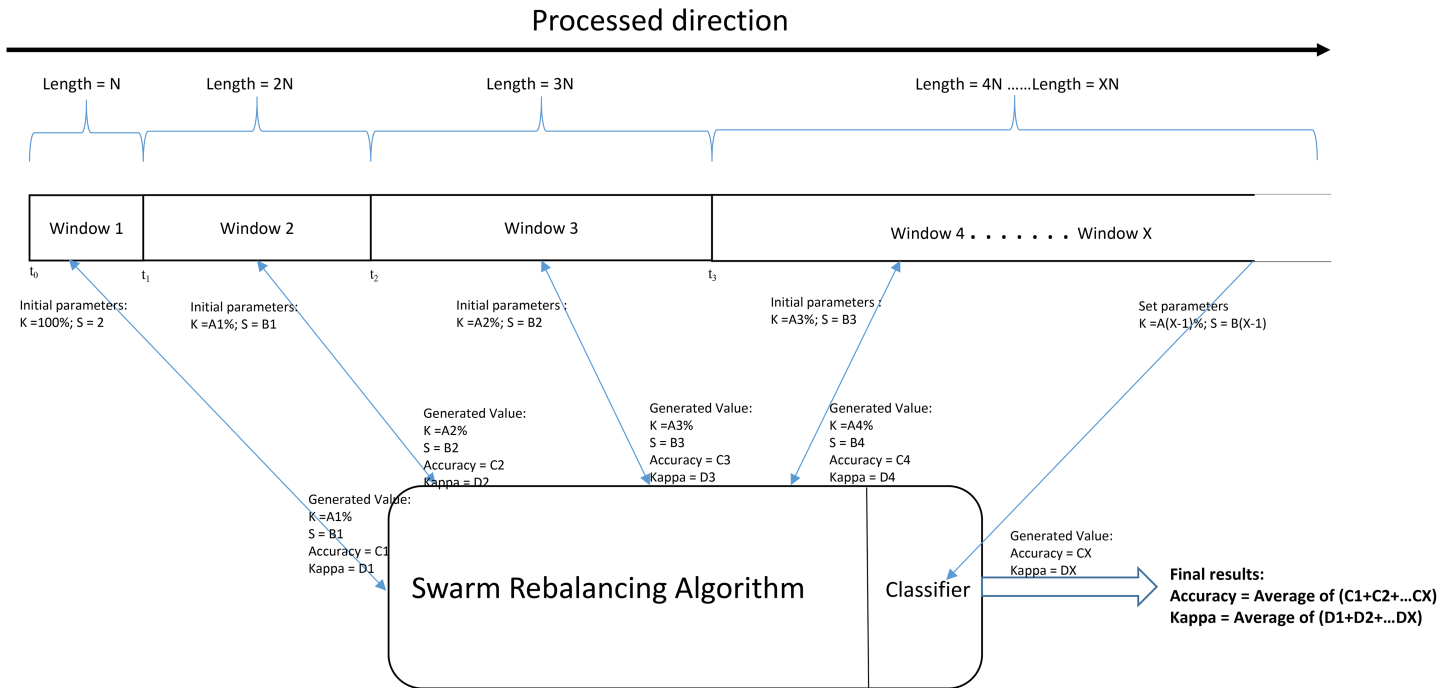 Processed direction
Length = N
Length = 2N
Length = 3N
Length = 4N ......Length = XN
Window 1
Window 2
Window 3
Window 4 . . . . . . . Window X
t0
t1
t2
t3
Initial parameters:
K =100%; S = 2
Initial parameters:
K =A1%; S = B1
Initial parameters :
K =A2%; S = B2
Initial parameters :
K =A3%; S = B3
Set parameters
K =A(X-1)%; S = B(X-1)
Generated Value:
K =A1%
S = B1
Accuracy = C1
Kappa = D1
Generated Value:
K =A2%
S = B2
Accuracy = C2
Kappa = D2
Generated Value:
K =A3%
S = B3
Accuracy = C3
Kappa = D3
Generated Value:
K =A4%
S = B4
Accuracy = C4
Kappa = D4
Swarm Rebalancing Algorithm
Classifier
Generated Value:
Accuracy = CX
Kappa = DX
Final results:
Accuracy = Average of (C1+C2+...CX)
Kappa = Average of (D1+D2+...DX)